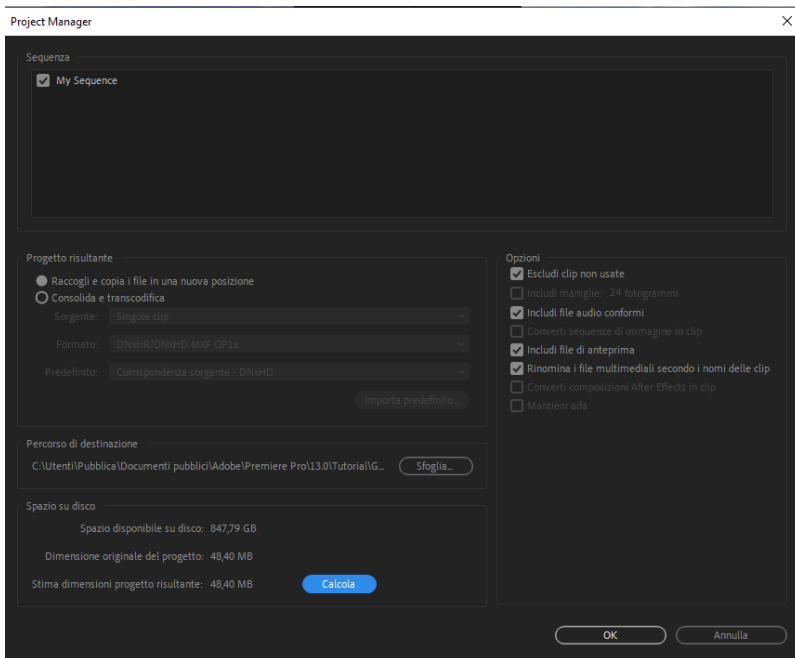 Project Manager
Sequenza
My Sequence
Progetto risultante
Raccogli e copia i file in una nuova posizione
Consolida e transcodifica
Sorgente: Singole clip
Formato: DNxHR/DNxHD MXF OP1a
Predefinito: Corrispondenza sorgente - DNxHD
Importa predefinito...
Opzioni
Escludi clip non usate
Includi maniglie: 24 fotogrammi
Includi file audio conformi
Converti sequenze di immagine in clip
Includi file di anteprima
Rinomina i file multimediali secondo i nomi delle clip
Converti composizioni After Effects in clip
Mantieni alfa
Percorso di destinazione
C:\Utenti\Pubblica\Documenti pubblici\Adobe\Premiere Pro\13.0\Tutorial\G... Sfoglia...
Spazio su disco
Spazio disponibile su disco: 847,79 GB
Dimensione originale del progetto: 48,40 MB
Stima dimensioni progetto risultante: 48,40 MB Calcola
OK Annulla